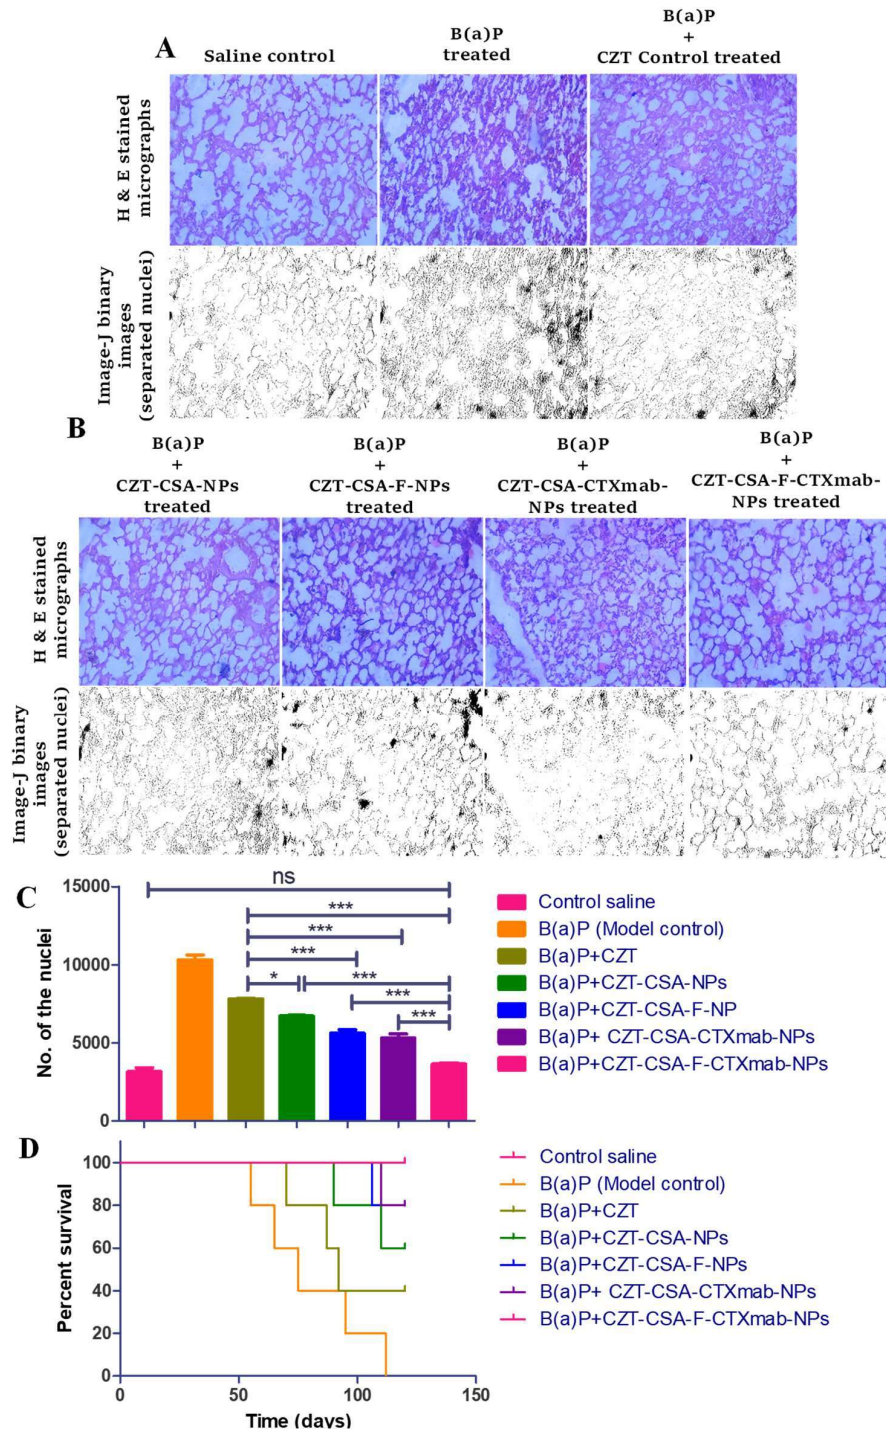 A
Saline control
B(a)P
treated
B(a)P
+
CZT Control treated
H & E stained
micrographs
Image-J binary
images
(separated nuclei)
B
B(a)P
+
CZT-CSA-NPs
treated
B(a)P
+
CZT-CSA-F-NPs
treated
B(a)P
+
CZT-CSA-CTXmab-
NPs treated
B(a)P
+
CZT-CSA-F-CTXmab-
NPs treated
H & E stained
micrographs
Image-J binary
images
(separated nuclei)
C
No. of the nuclei
15000
10000
5000
0
ns
***
***
***
*
***
***
***
Control saline
B(a)P (Model control)
B(a)P+CZT
B(a)P+CZT-CSA-NPs
B(a)P+CZT-CSA-F-NP
B(a)P+ CZT-CSA-CTXmab-NPs
B(a)P+CZT-CSA-F-CTXmab-NPs
D
Percent survival
100
80
60
40
20
0
0
50
100
150
Time (days)
Control saline
B(a)P (Model control)
B(a)P+CZT
B(a)P+CZT-CSA-NPs
B(a)P+CZT-CSA-F-NPs
B(a)P+ CZT-CSA-CTXmab-NPs
B(a)P+CZT-CSA-F-CTXmab-NPs